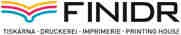 FINIDR
TISKÁRNA • DRUCKEREI • IMPRIMERIE • PRINTING HOUSE